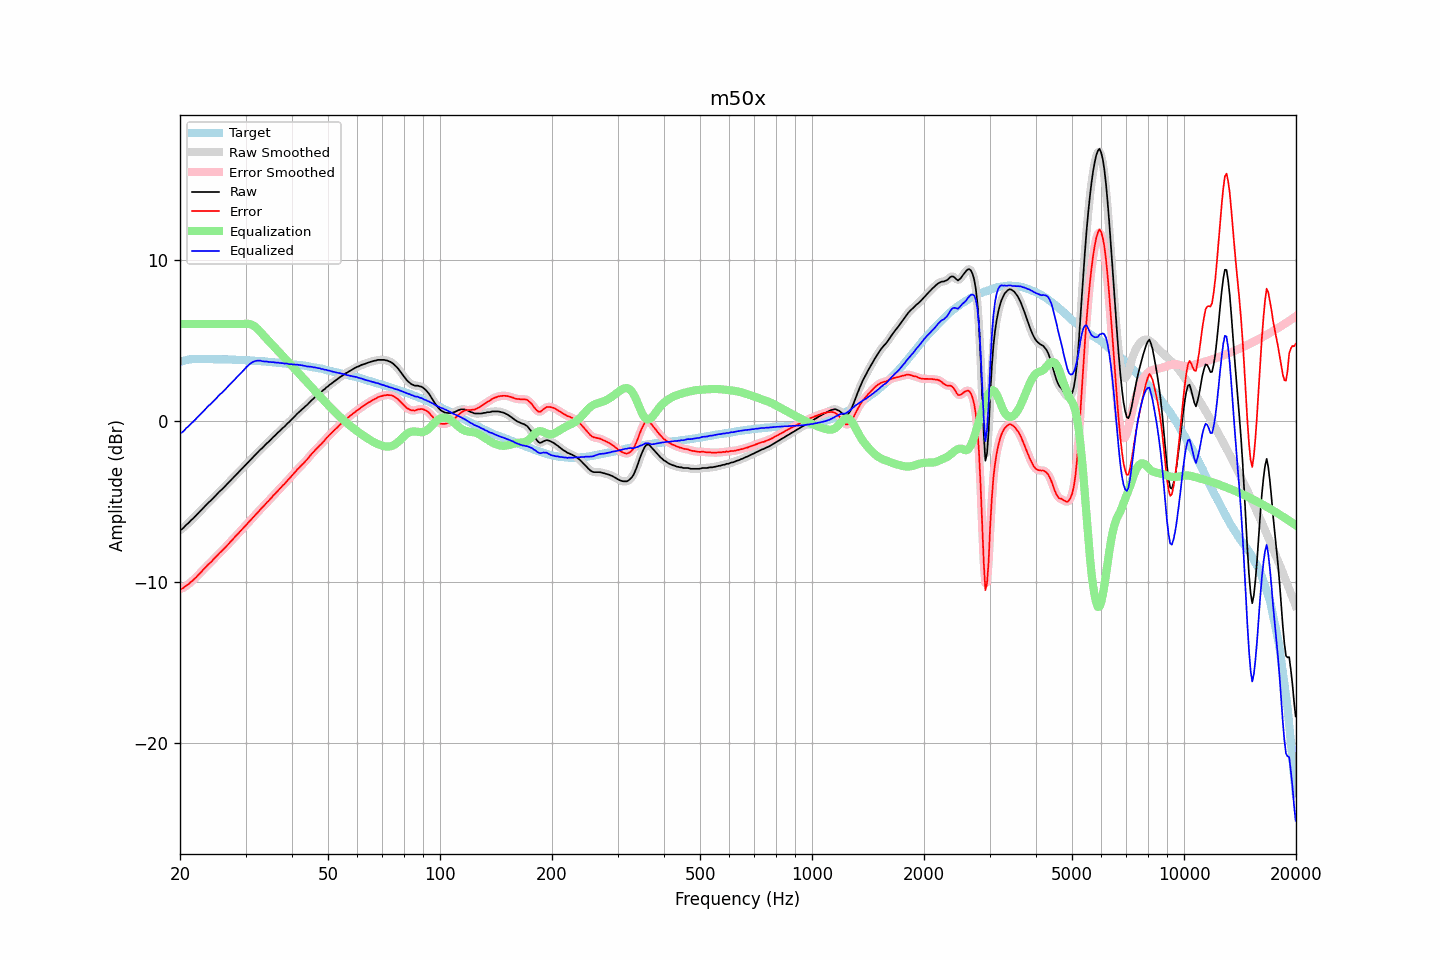 m50x
Target
Raw Smoothed
Error Smoothed
Raw
Error
Equalization
Equalized
Amplitude (dBr)
10
0
−10
−20
20 50 100 200 500 1000 2000 5000 10000 20000
Frequency (Hz)